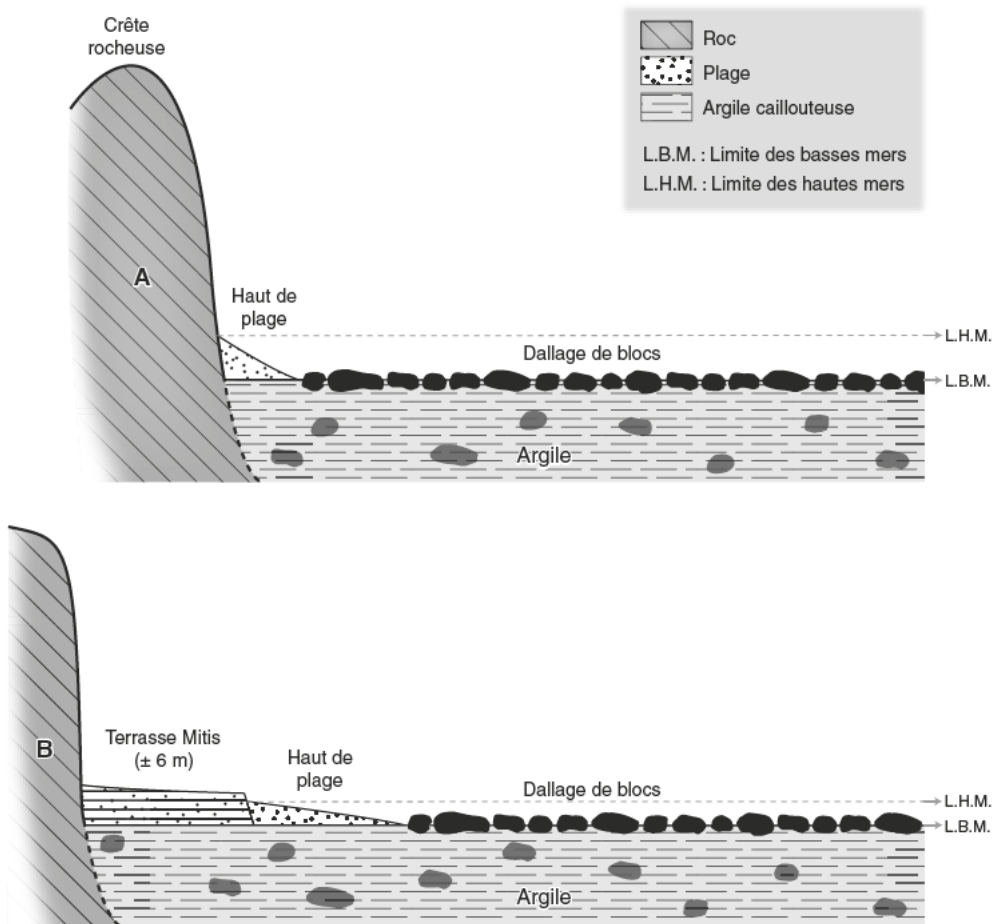 Crête
rocheuse
Roc
Plage
Argile caillouteuse
L.B.M. : Limite des basses mers
L.H.M. : Limite des hautes mers
A
Haut de
plage
L.H.M.
Dallage de blocs
L.B.M.
Argile
B
Terrasse Mitis
(± 6 m)
Haut de
plage
Dallage de blocs
L.H.M.
L.B.M.
Argile